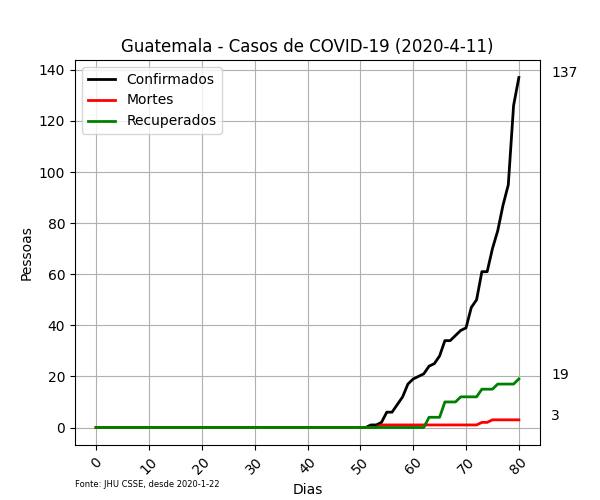 Guatemala - Casos de COVID-19 (2020-4-11)
Confirmados
Mortes
Recuperados
140
120
100
80
60
40
20
0
Pessoas
137
19
3
0
10
20
30
40
50
60
70
80
Dias
Fonte: JHU CSSE, desde 2020-1-22